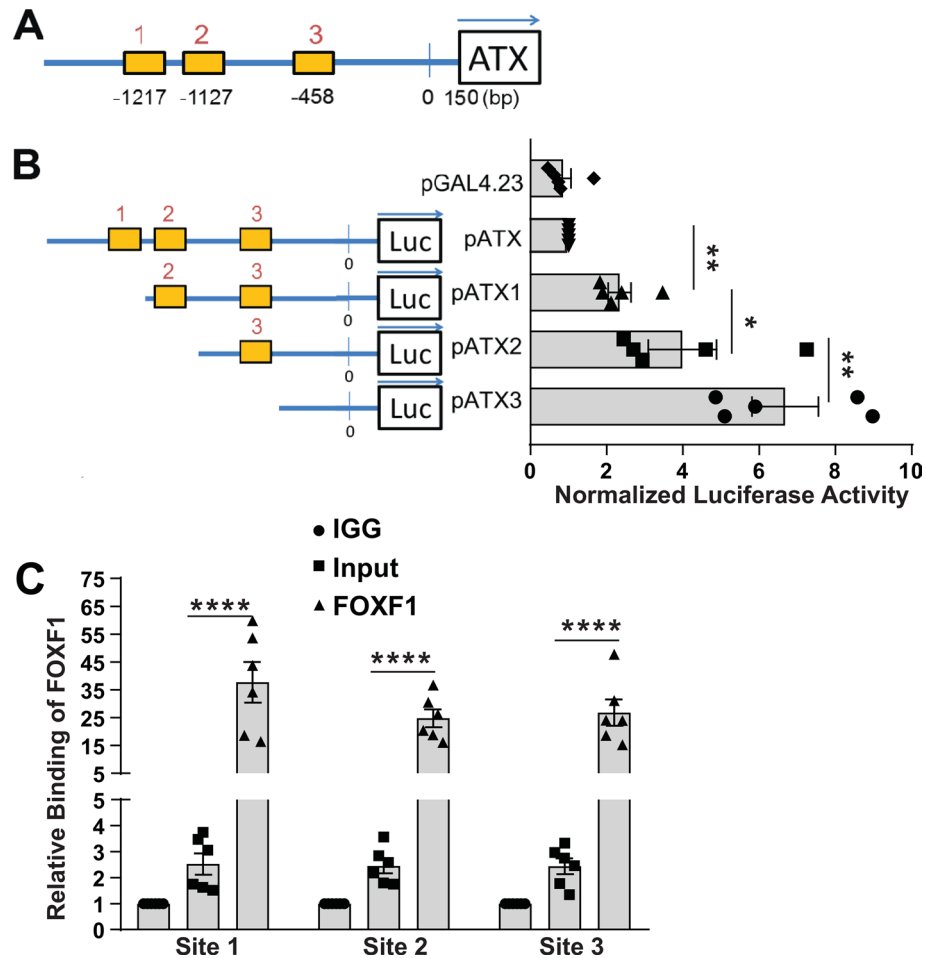 A
1 2 3
ATX
-1217 -1127 -458 0 150 (bp)
B
pGAL4.23
1 2 3
Luc
pATX
0
**
2 3
Luc
pATX1
0
*
3
Luc
pATX2
0
**
Luc
pATX3
0
0 2 4 6 8 10
Normalized Luciferase Activity
C
IGG
Input
FOXF1
Relative Binding of FOXF1
75
65
55
45
35
25
15
5
5
4
3
2
1
0
****
****
****
Site 1 Site 2 Site 3